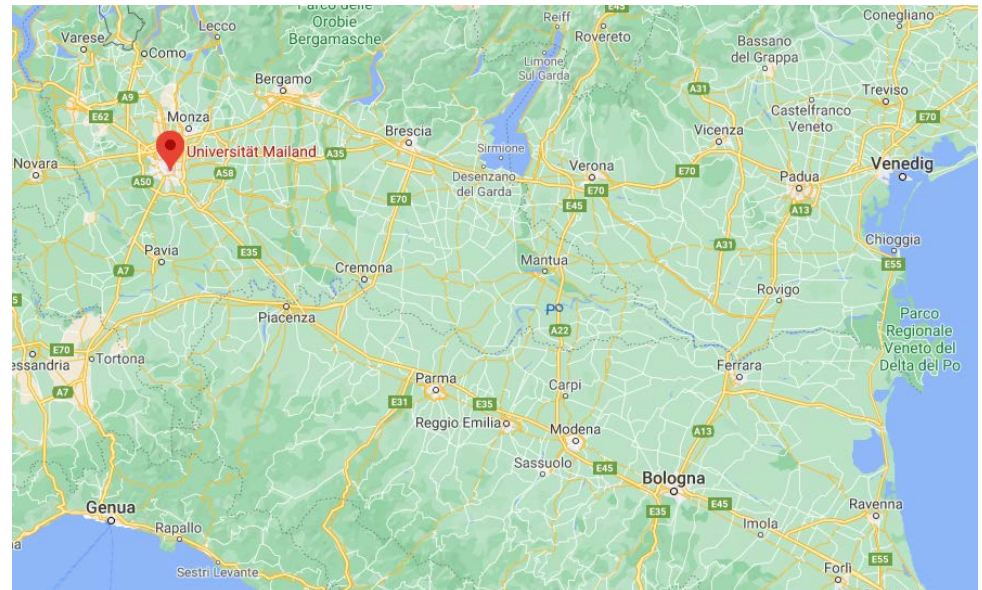 Parco delle
Orobie
Bergamasche
E45
Reiff
Rovereto
Conegliano
Varese
Lecco
Como
Bassano
del Grappa
Limone
Sul Garda
Bergamo
Treviso
A9
A31
E62
Monza
Castelfranco
Veneto
E70
Brescia
Vicenza
Universität Mailand
A35
Sirmione
Novara
Verona
Venedig
A50
A58
Desenzano
del Garda
E70
E70
Padua
E70
E45
A13
Pavia
E35
A31
Chioggia
Mantua
E55
A7
Cremona
Rovigo
5
Piacenza
PO
Parco
Regionale
Veneto del
Delta del Po
A22
E70
essandria
Tortona
Ferrara
Parma
Carpi
A7
E31
E35
Reggio Emilia
Modena
A13
Sassuolo
E45
Bologna
Genua
E45
Ravenna
E35
Rapallo
Imola
na
E55
Sestri Levante
Forlì